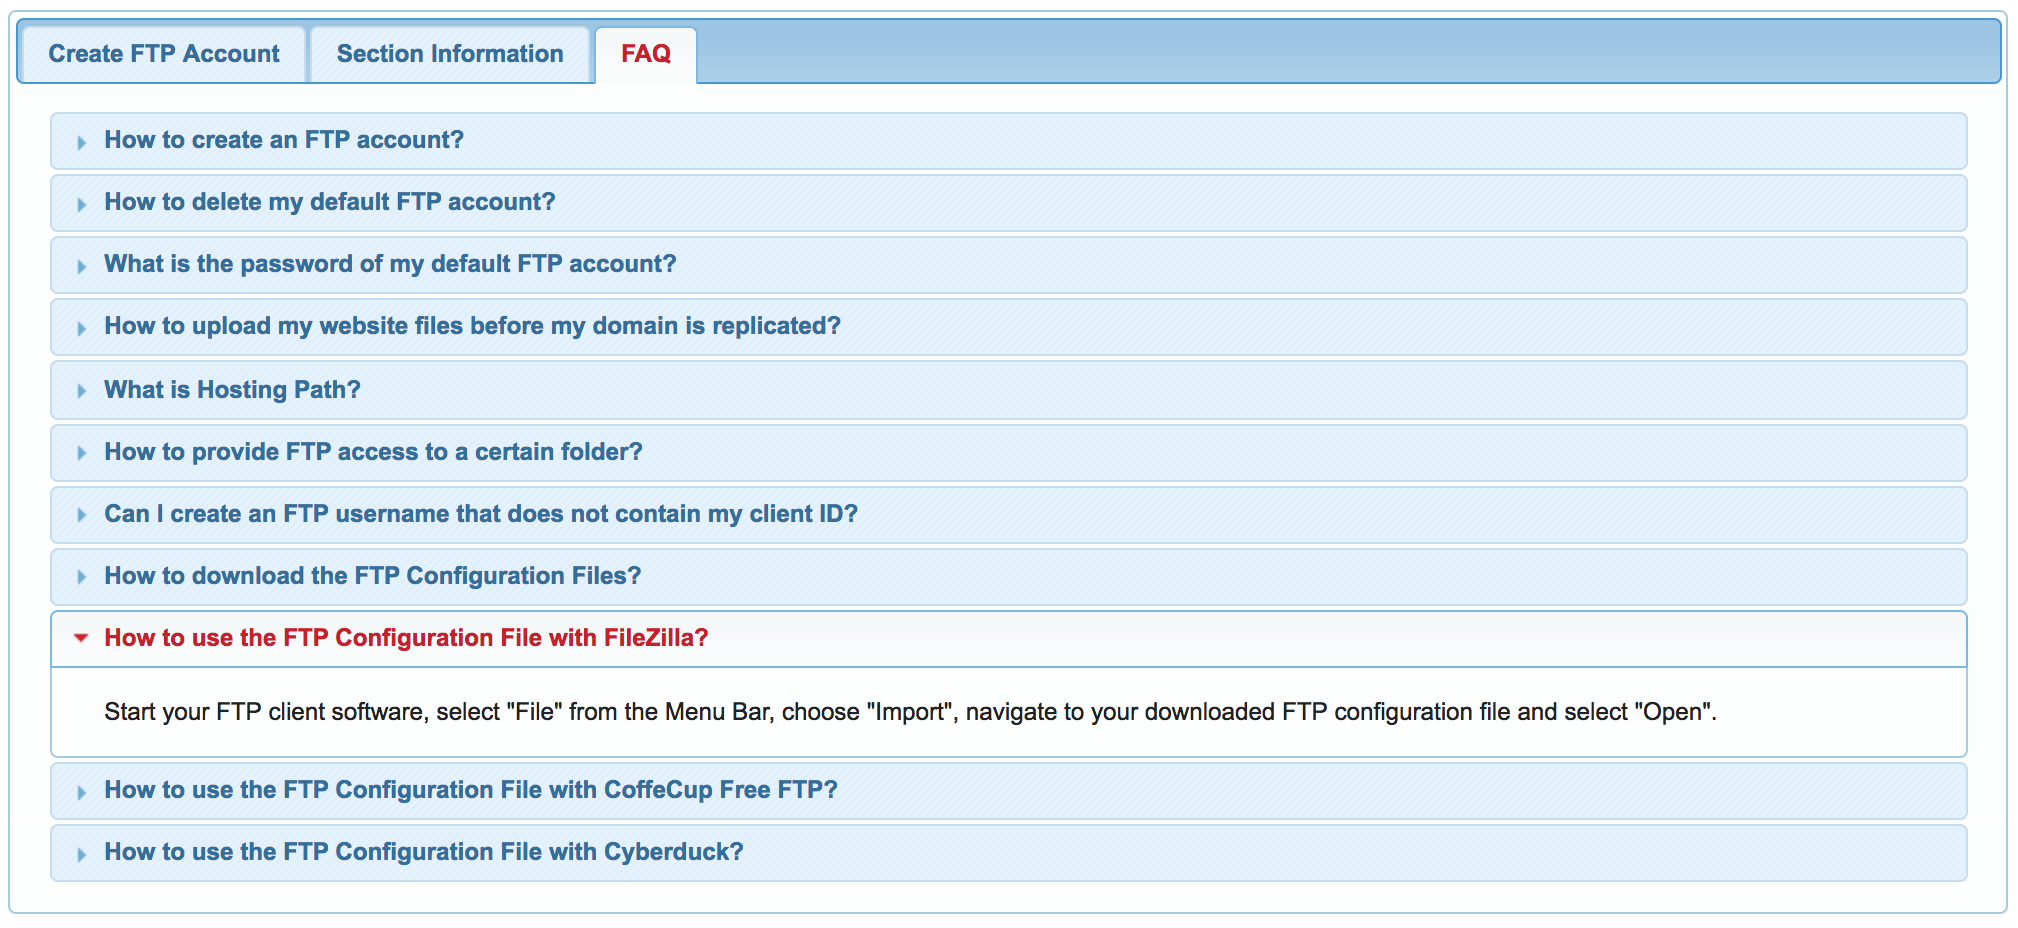 Create FTP Account
Section Information
FAQ
How to create an FTP account?
How to delete my default FTP account?
What is the password of my default FTP account?
How to upload my website files before my domain is replicated?
What is Hosting Path?
How to provide FTP access to a certain folder?
Can I create an FTP username that does not contain my client ID?
How to download the FTP Configuration Files?
How to use the FTP Configuration File with FileZilla?
Start your FTP client software, select "File" from the Menu Bar, choose "Import", navigate to your downloaded FTP configuration file and select "Open".
How to use the FTP Configuration File with CoffeCup Free FTP?
How to use the FTP Configuration File with Cyberduck?